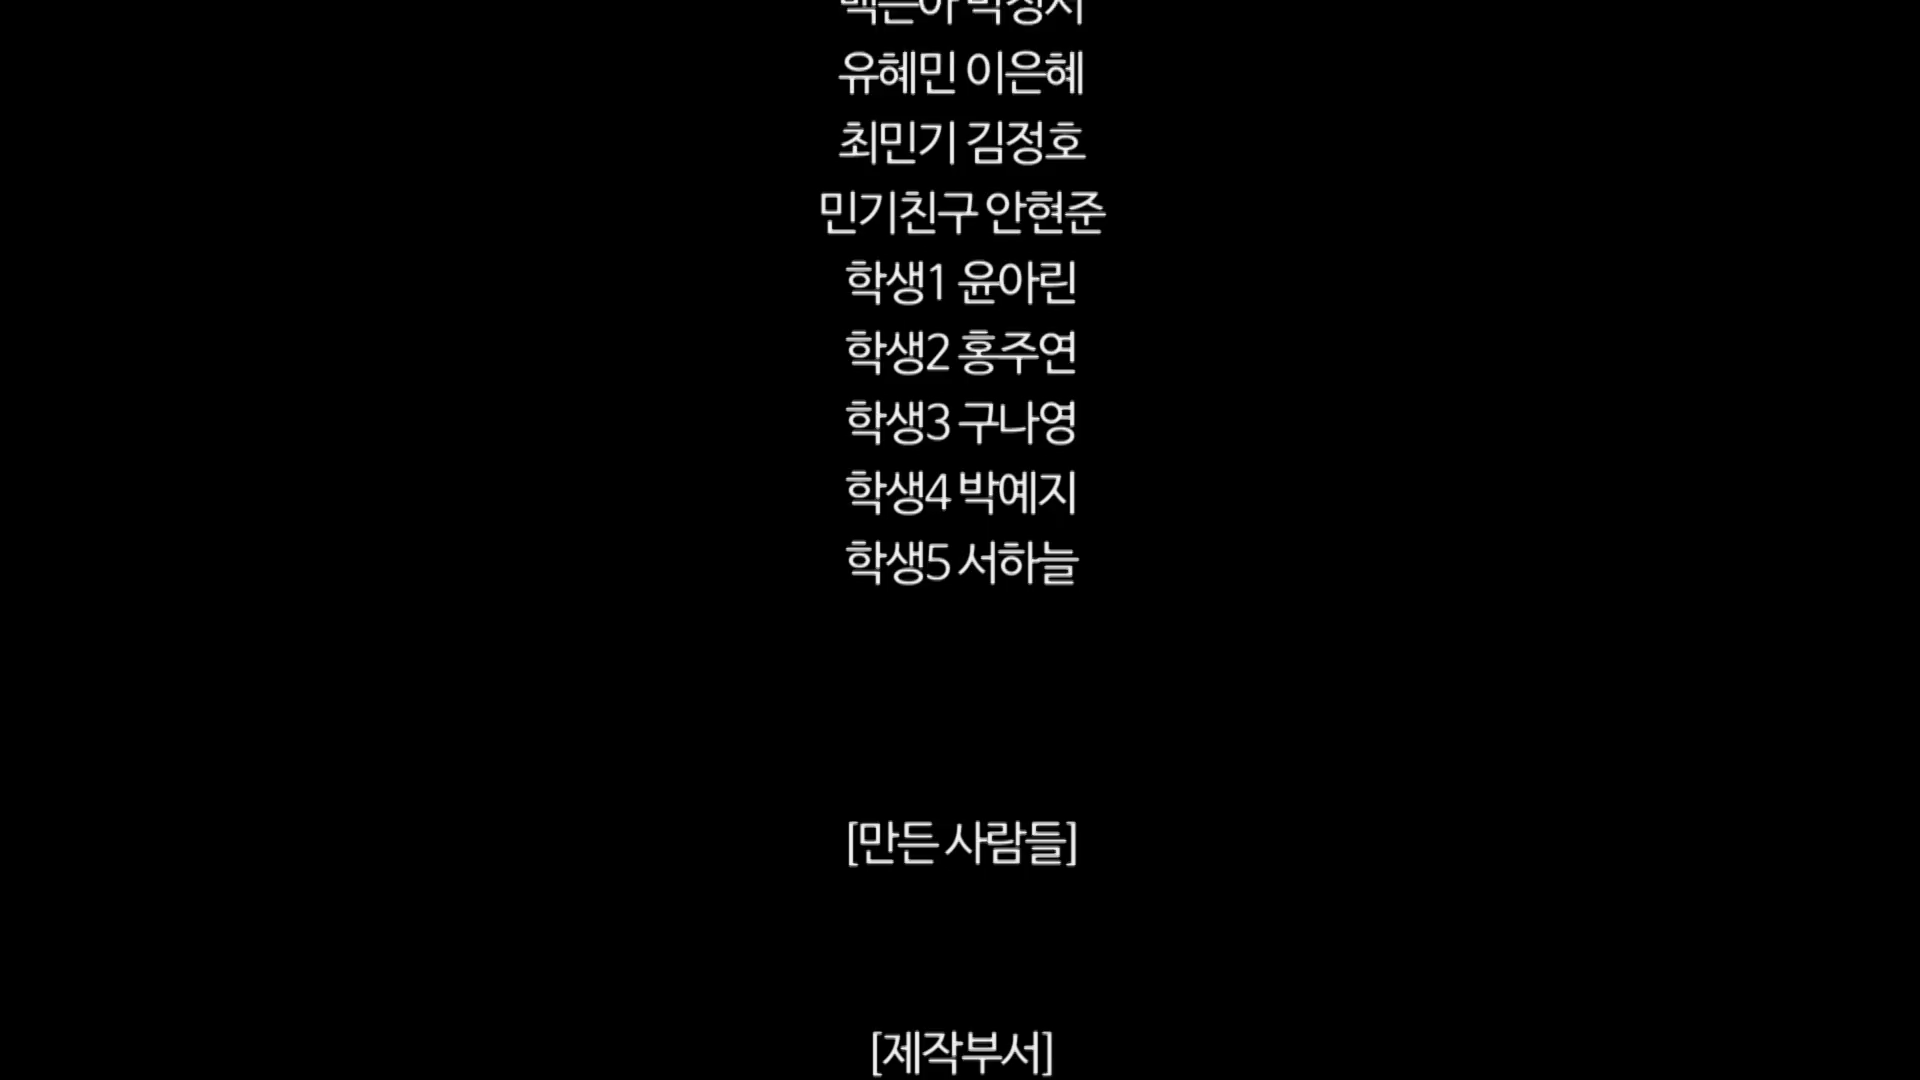 유혜민 이은혜
최민기 김정호
민기친구 안현준
학생1 윤아린
학생2 홍주연
학생3 구나영
학생4 박예지
학생5 서하늘
[만든 사람들]
[제작부서]